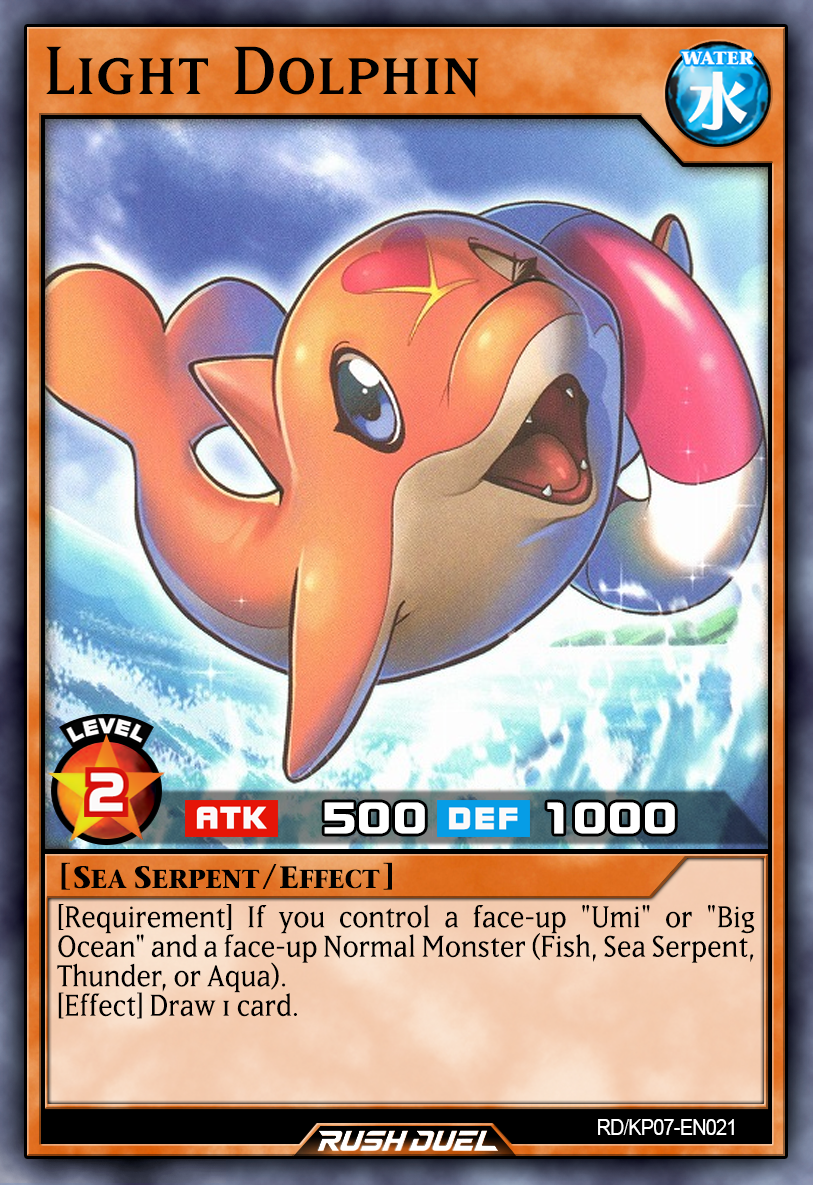 Light Dolphin
WATER
水
LEVEL
2
ATK 500 DEF 1000
[Sea Serpent/Effect]
[Requirement] If you control a face-up "Umi" or "Big
Ocean" and a face-up Normal Monster (Fish, Sea Serpent,
Thunder, or Aqua).
[Effect] Draw 1 card.
RD/KP07-EN021
RUSH DUEL